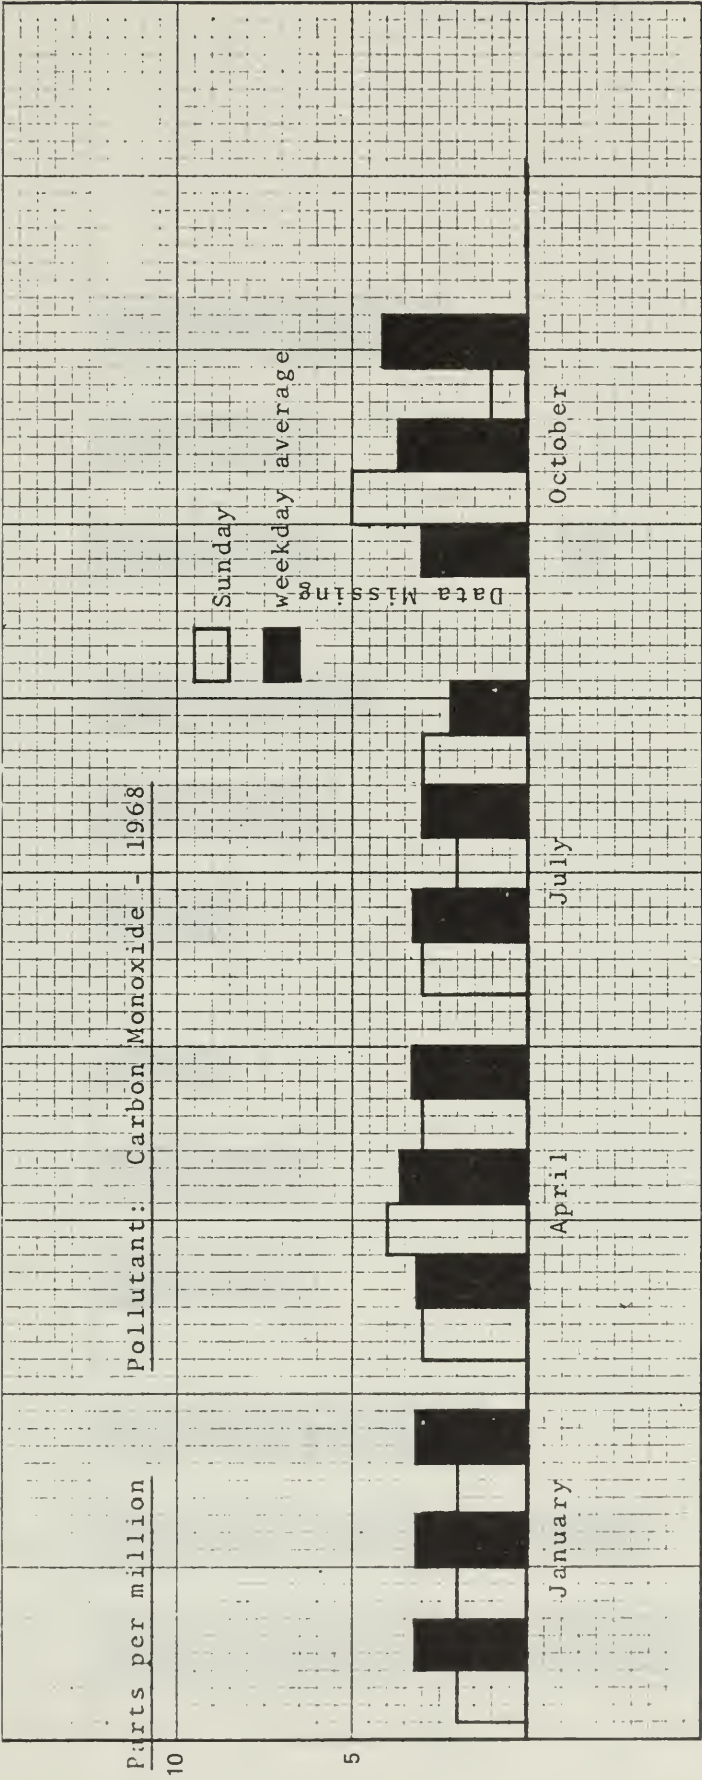 Parts per million
Pollutant: Carbon Monoxide - 1968
10
Sunday
weekday average
Data Missing
5
January
April
July
October